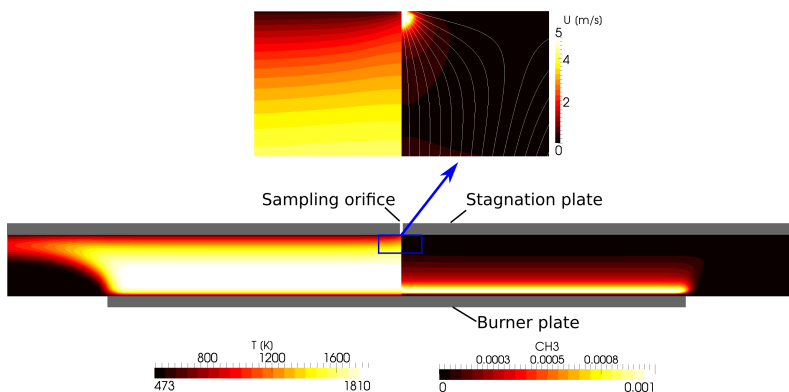 U (m/s)
5
4
2
0
Sampling orifice
Stagnation plate
Burner plate
T (K)
800 1200 1600
473 1810
CH3
0.0003 0.0005 0.0008
0 0.001